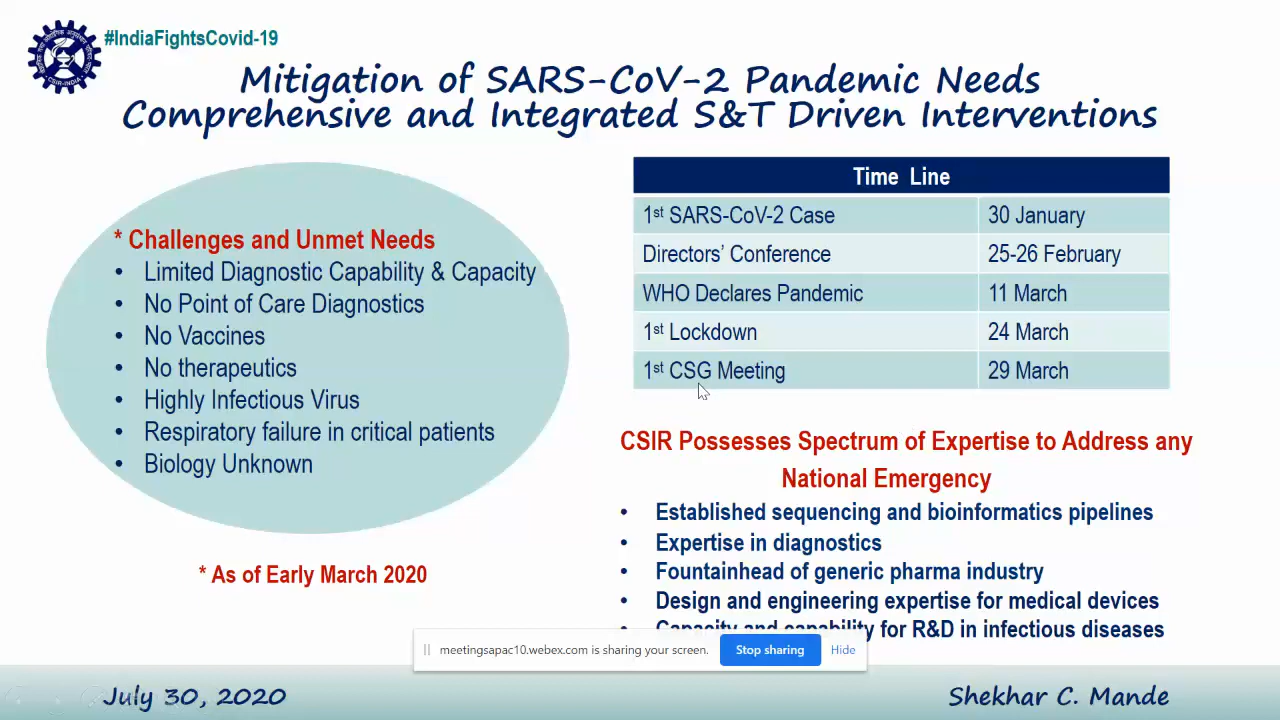 #IndiaFightsCovid-19
Mitigation of SARS-CoV-2 Pandemic Needs
Comprehensive and Integrated S&T Driven Interventions
* Challenges and Unmet Needs
• Limited Diagnostic Capability & Capacity
• No Point of Care Diagnostics
• No Vaccines
• No therapeutics
• Highly Infectious Virus
• Respiratory failure in critical patients
• Biology Unknown
* As of Early March 2020
Time Line
1st SARS-CoV-2 Case 30 January
Directors’ Conference 25-26 February
WHO Declares Pandemic 11 March
1st Lockdown 24 March
1st CSG Meeting 29 March
CSIR Possesses Spectrum of Expertise to Address any
National Emergency
• Established sequencing and bioinformatics pipelines
• Expertise in diagnostics
• Fountainhead of generic pharma industry
• Design and engineering expertise for medical devices
• Capacity and capability for R&D in infectious diseases
meetingsapac10.webex.com is sharing your screen. Stop sharing Hide
July 30, 2020
Shekhar C. Mande
CSIR-INDIA